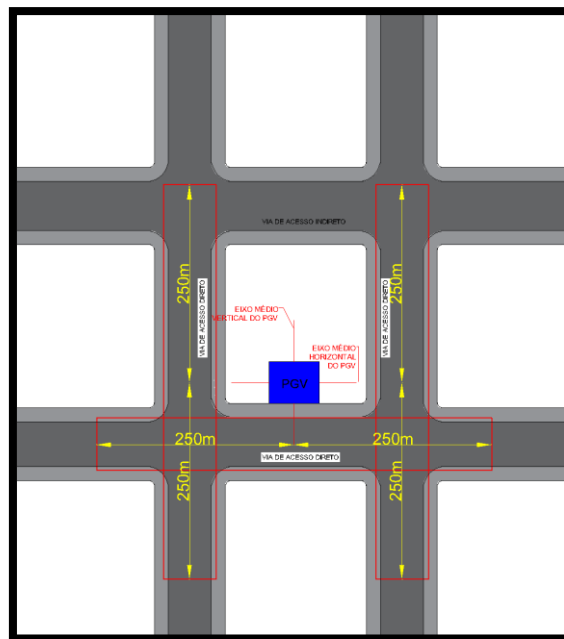 VIA DE ACESSO INDIRETO
250m
VIA DE ACESSO DIRETO
EIXO MÉDIO
VERTICAL DO PGV
EIXO MÉDIO
HORIZONTAL
DO PGV
VIA DE ACESSO DIRETO
250m
PGV
250m
250m
VIA DE ACESSO DIRETO
250m
250m